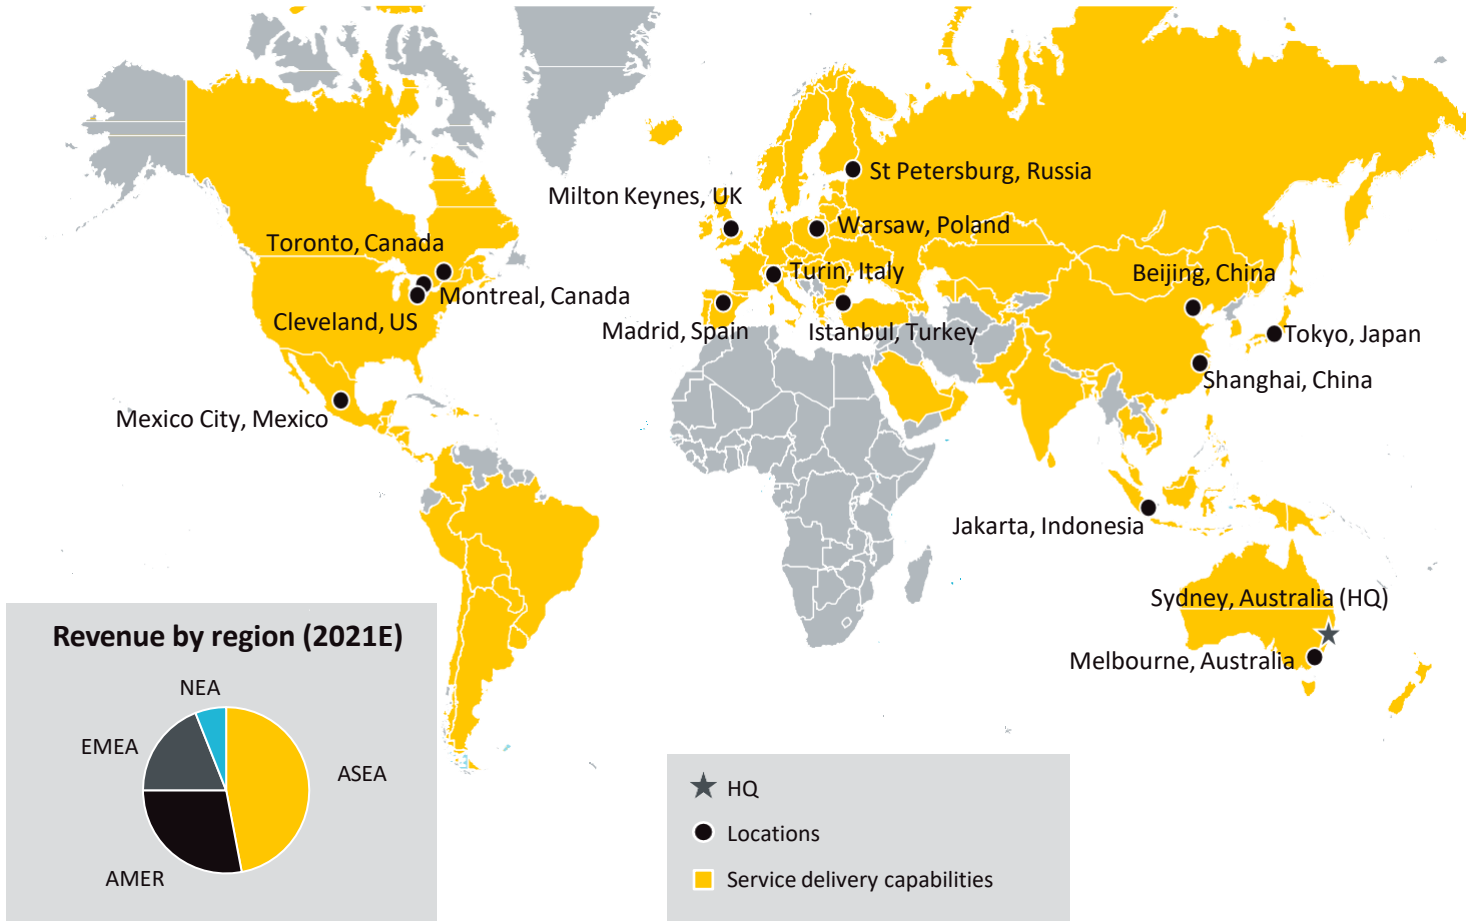 St Petersburg, Russia
Milton Keynes, UK
Warsaw, Poland
Toronto, Canada
Turin, Italy
Beijing, China
Montreal, Canada
Cleveland, US
Madrid, Spain
Istanbul, Turkey
Tokyo, Japan
Shanghai, China
Mexico City, Mexico
Jakarta, Indonesia
Sydney, Australia (HQ)
Melbourne, Australia
Revenue by region (2021E)
NEA
EMEA
ASEA
AMER
HQ
Locations
Service delivery capabilities